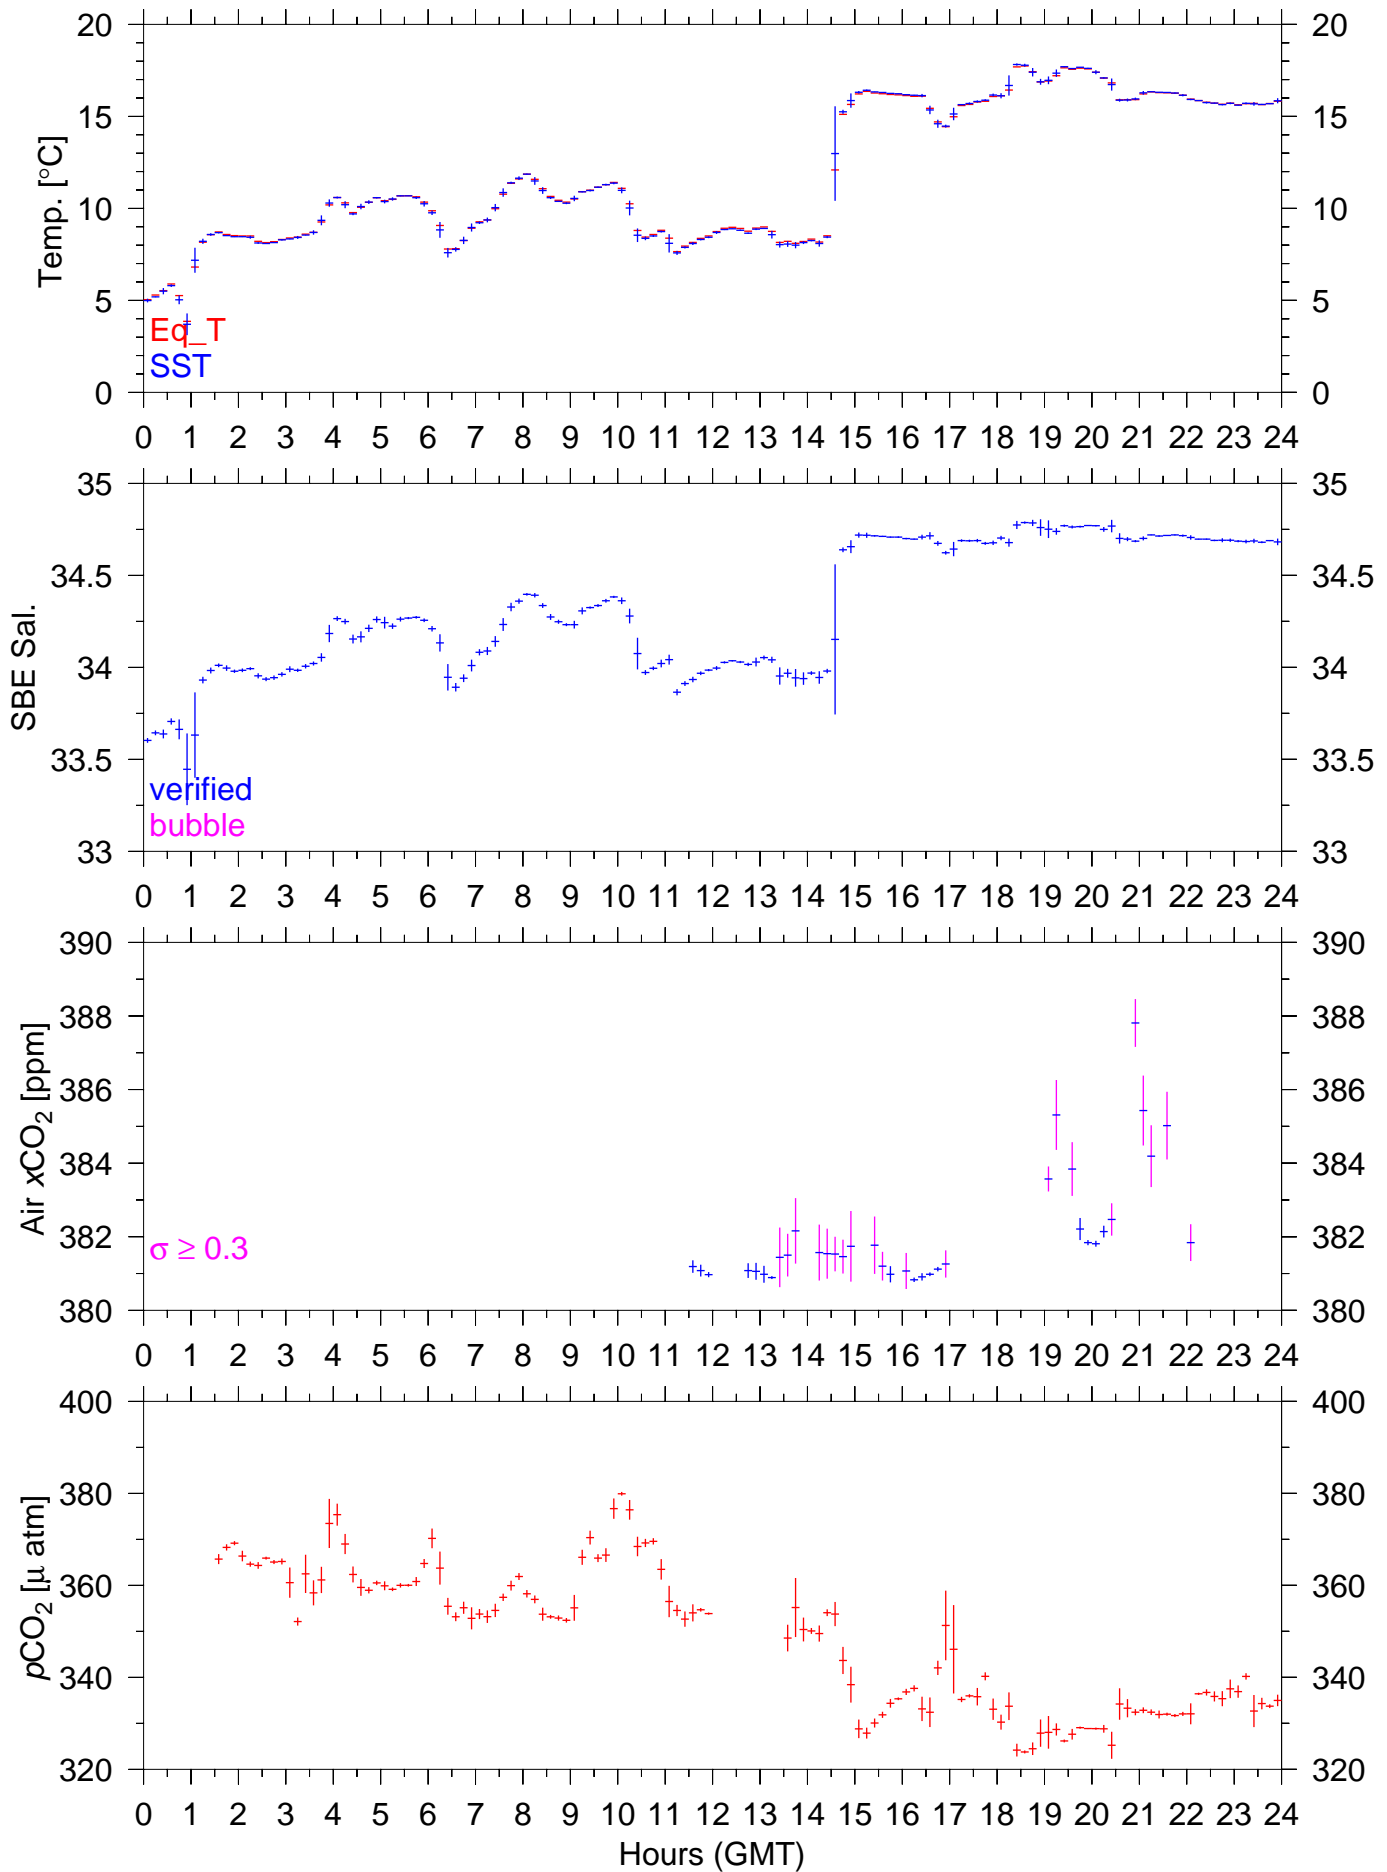 20 20
15 15
Temp. [°C]
10 10
5 5
Eq_T
SST
0 0
0 1 2 3 4 5 6 7 8 9 10 11 12 13 14 15 16 17 18 19 20 21 22 23 24
35 35
34.5 34.5
SBE Sal.
34 34
33.5 33.5
verified
bubble
33 33
0 1 2 3 4 5 6 7 8 9 10 11 12 13 14 15 16 17 18 19 20 21 22 23 24
390 390
388 388
386 386
Air xCO₂ [ppm]
384 384
382 382
σ ≥ 0.3
380 380
0 1 2 3 4 5 6 7 8 9 10 11 12 13 14 15 16 17 18 19 20 21 22 23 24
400 400
380 380
pCO₂ [μ atm]
360 360
340 340
320 320
0 1 2 3 4 5 6 7 8 9 10 11 12 13 14 15 16 17 18 19 20 21 22 23 24
Hours (GMT)